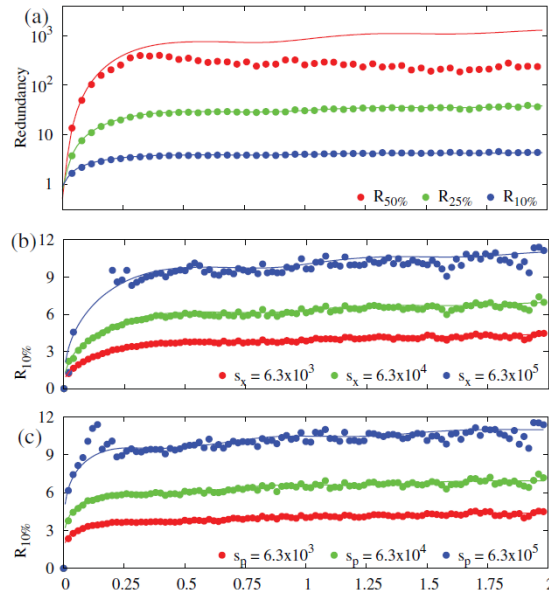 (a)
10³
10²
10
1
Redundancy
R50% R25% R10%
(b)
12
9
6
3
0
R10%
sx = 6.3x10³ sx = 6.3x10⁴ sx = 6.3x10⁵
(c)
12
9
6
3
0
R10%
sp = 6.3x10³ sp = 6.3x10⁴ sp = 6.3x10⁵
0 0.25 0.5 0.75 1 1.25 1.5 1.75 2